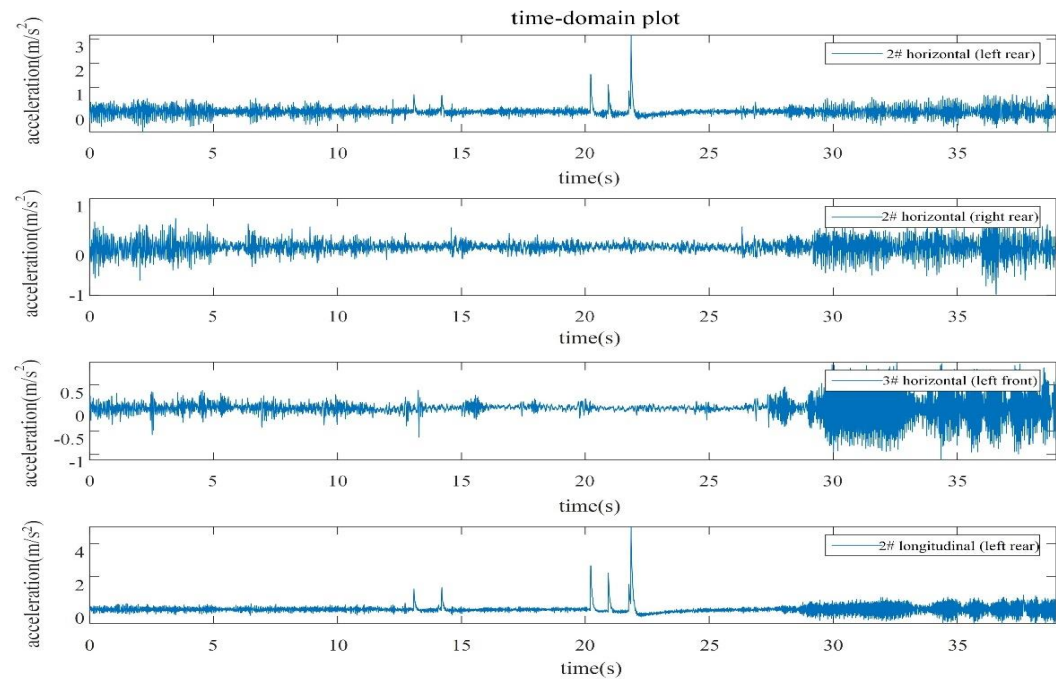 time-domain plot
acceleration(m/s²)
3
2
1
0
2# horizontal (left rear)
0 5 10 15 20 25 30 35
time(s)
acceleration(m/s²)
1
0
-1
2# horizontal (right rear)
0 5 10 15 20 25 30 35
time(s)
acceleration(m/s²)
0.5
0
-0.5
-1
3# horizontal (left front)
0 5 10 15 20 25 30 35
time(s)
acceleration(m/s²)
4
2
0
2# longitudinal (left rear)
0 5 10 15 20 25 30 35
time(s)